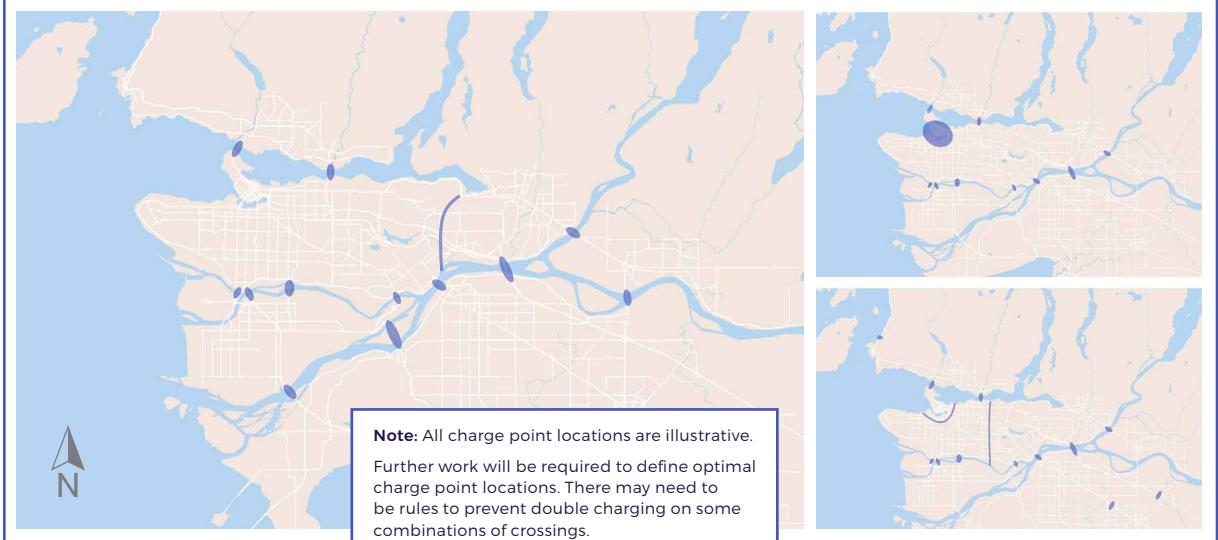 N
Note: All charge point locations are illustrative.
Further work will be required to define optimal
charge point locations. There may need to
be rules to prevent double charging on some
combinations of crossings.